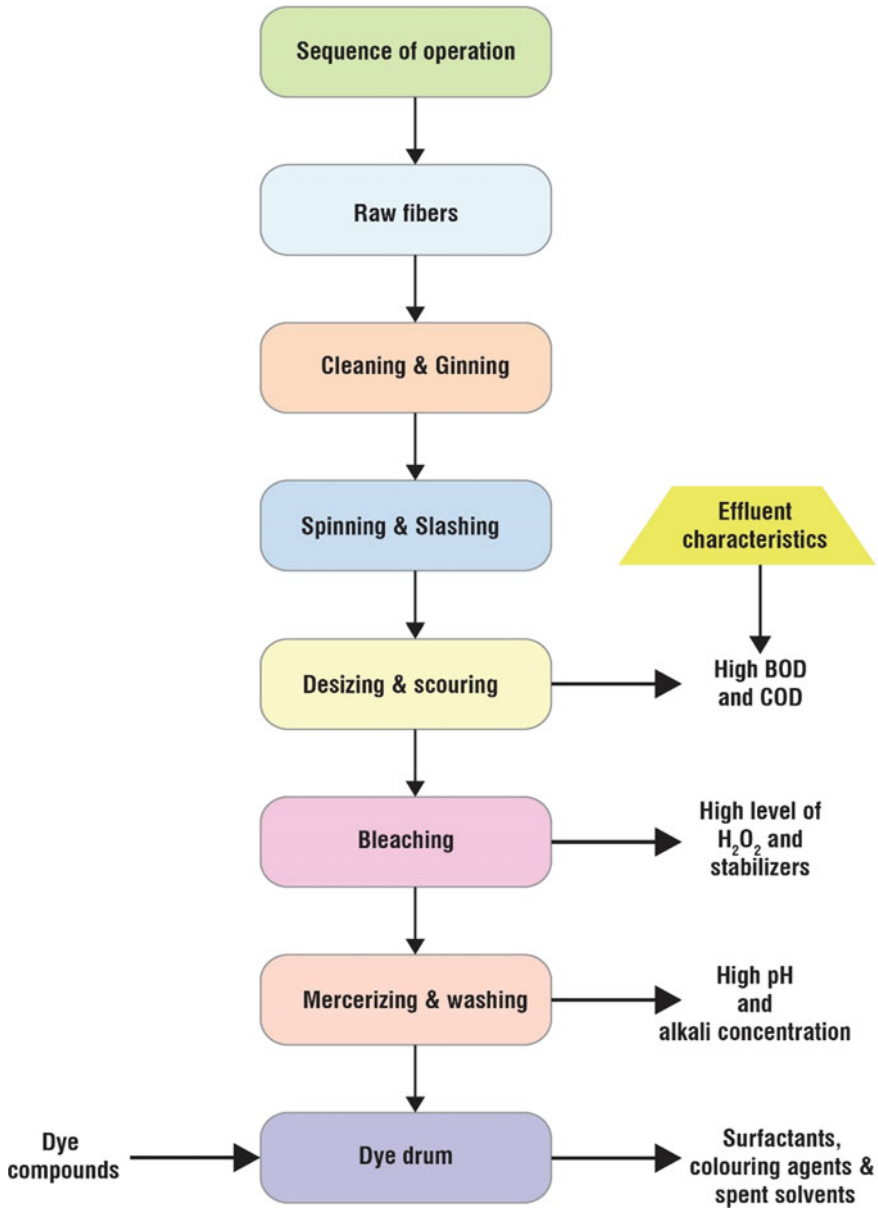 Sequence of operation
Raw fibers
Cleaning & Ginning
Spinning & Slashing
Effluent
characteristics
Desizing & scouring
High BOD
and COD
Bleaching
High level of
H₂O₂ and
stabilizers
Mercerizing & washing
High pH
and
alkali concentration
Dye
compounds
Dye drum
Surfactants,
colouring agents &
spent solvents